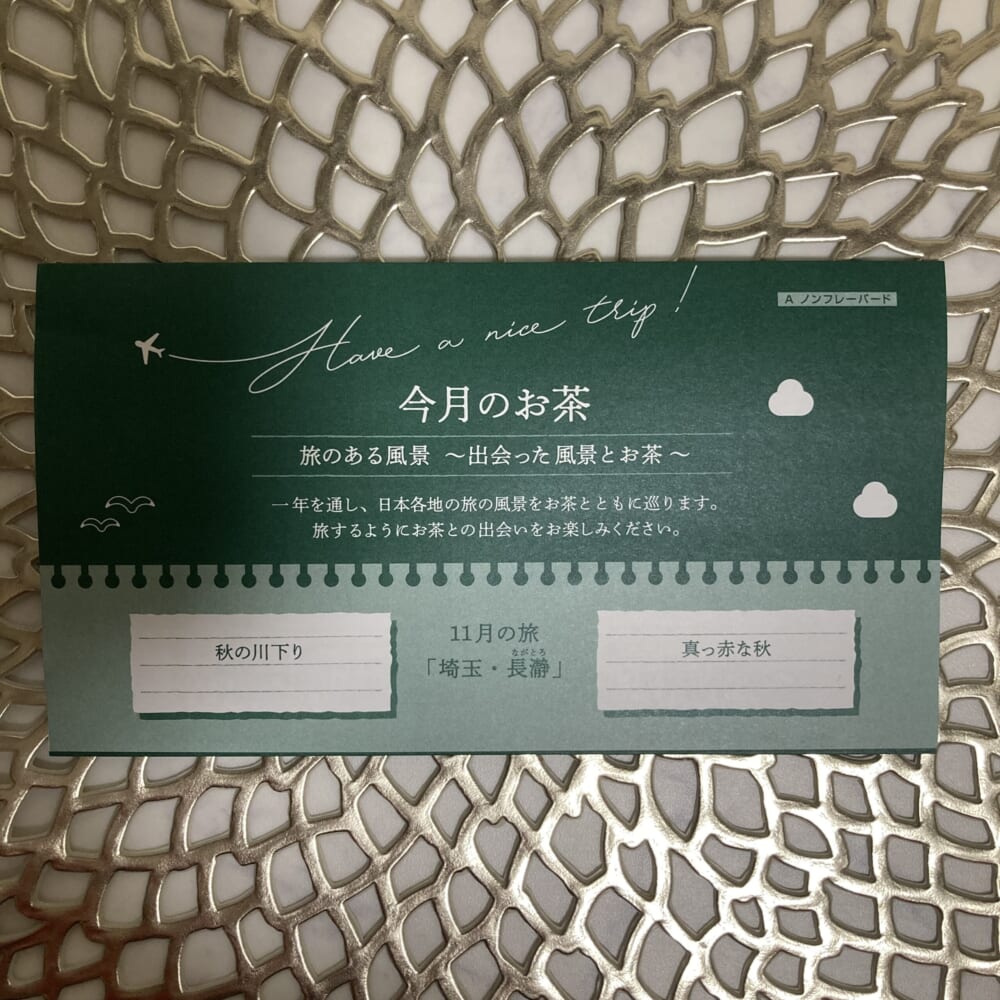 Have a nice trip!
A ノンフレーバード
今月のお茶
旅のある風景 ～出会った風景とお茶～
一年を通し、日本各地の旅の風景をお茶とともに巡ります。
旅するようにお茶との出会いをお楽しみください。
秋の川下り
11月の旅
「埼玉・長瀞」
ながとろ
真っ赤な秋